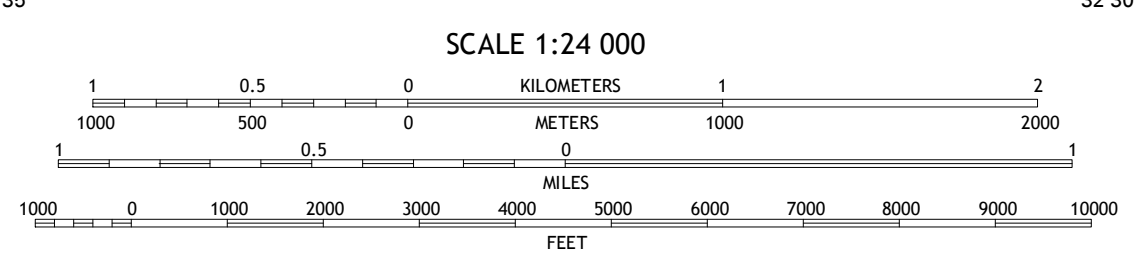 35 32'30
SCALE 1:24 000
1 0.5 0 KILOMETERS 1 2
1000 500 0 METERS 1000 2000
1 0.5 0 1
MILES
1000 0 1000 2000 3000 4000 5000 6000 7000 8000 9000 10000
FEET